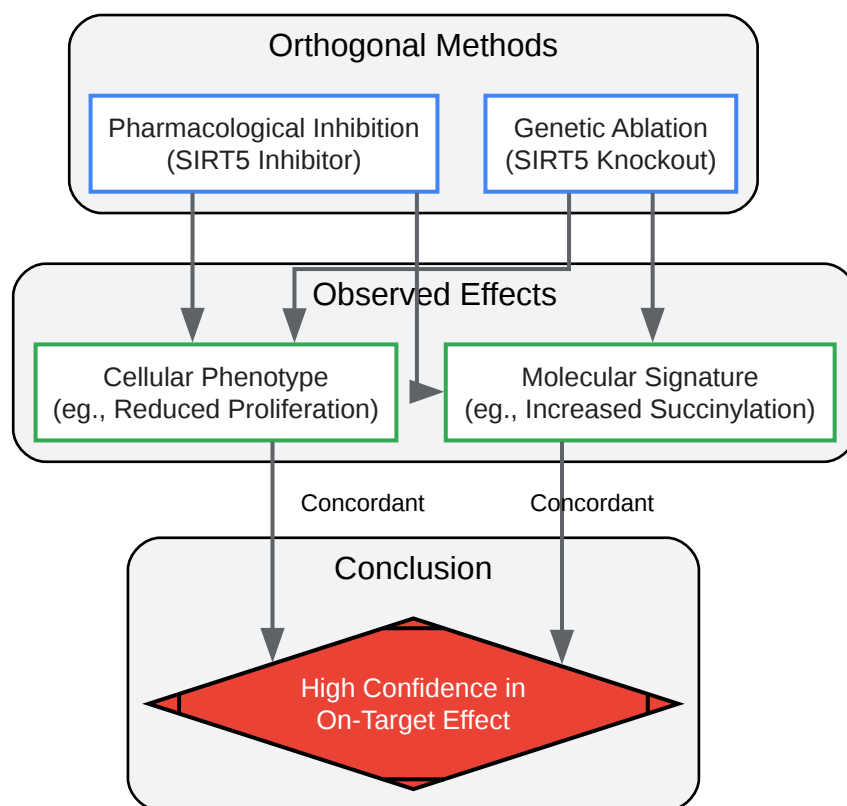 Orthogonal Methods
Pharmacological Inhibition
(SIRT5 Inhibitor)
Genetic Ablation
(SIRT5 Knockout)
Observed Effects
Cellular Phenotype
(eg., Reduced Proliferation)
Molecular Signature
(eg., Increased Succinylation)
Concordant
Concordant
Conclusion
High Confidence in
On-Target Effect